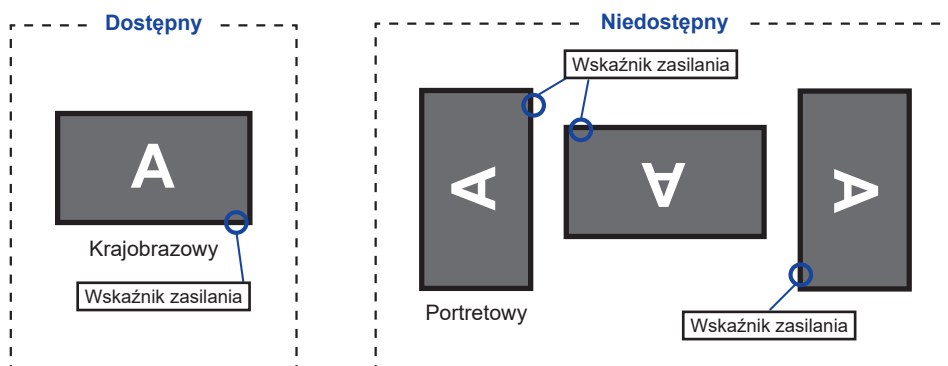 Dostępny
A
Krajobrazowy
Wskaźnik zasilania
Niedostępny
Wskaźnik zasilania
A
A
A
Portretowy
Wskaźnik zasilania